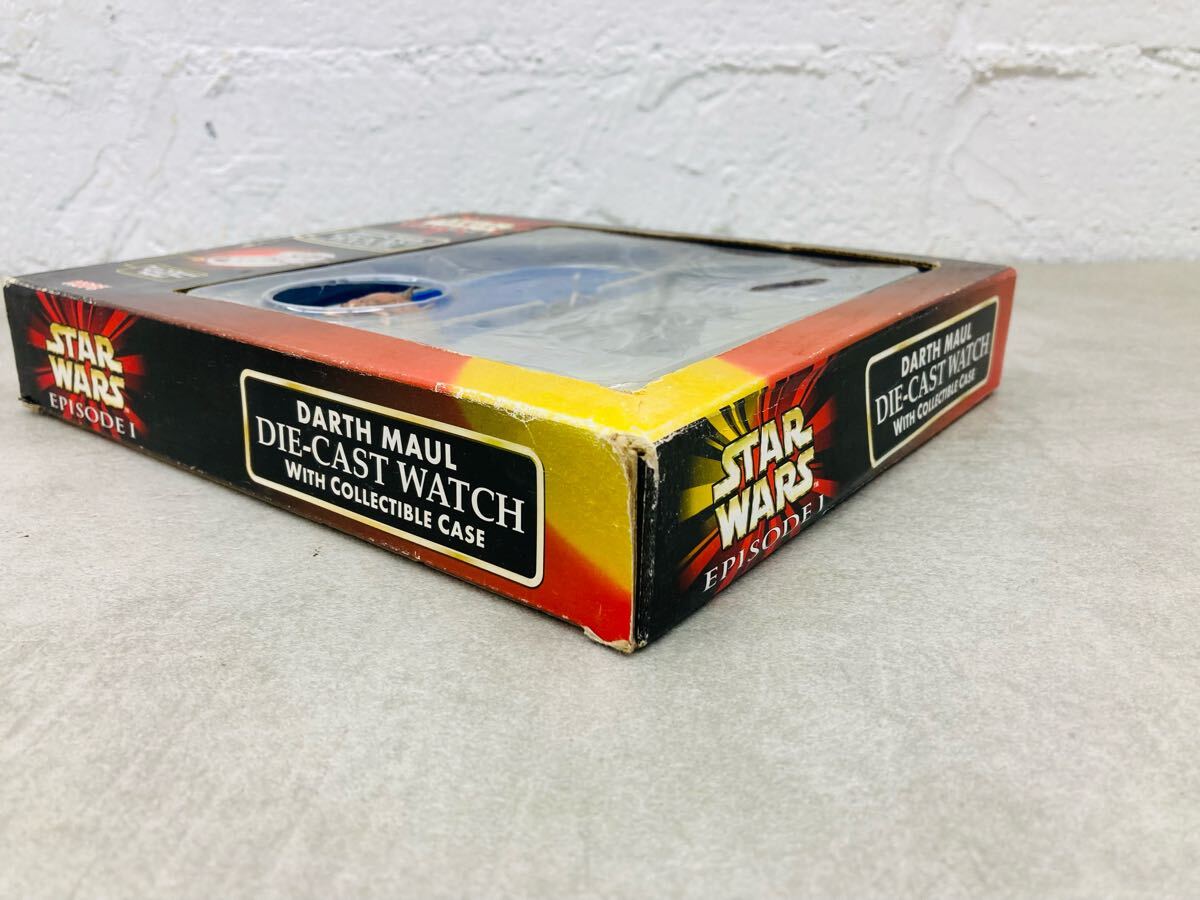 STAR
WARS
EPISODE I
DARTH MAUL
DIE-CAST WATCH
WITH COLLECTIBLE CASE
STAR
WARS™
EPISODE I
DARTH MAUL
DIE-CAST WATCH
WITH COLLECTIBLE CASE